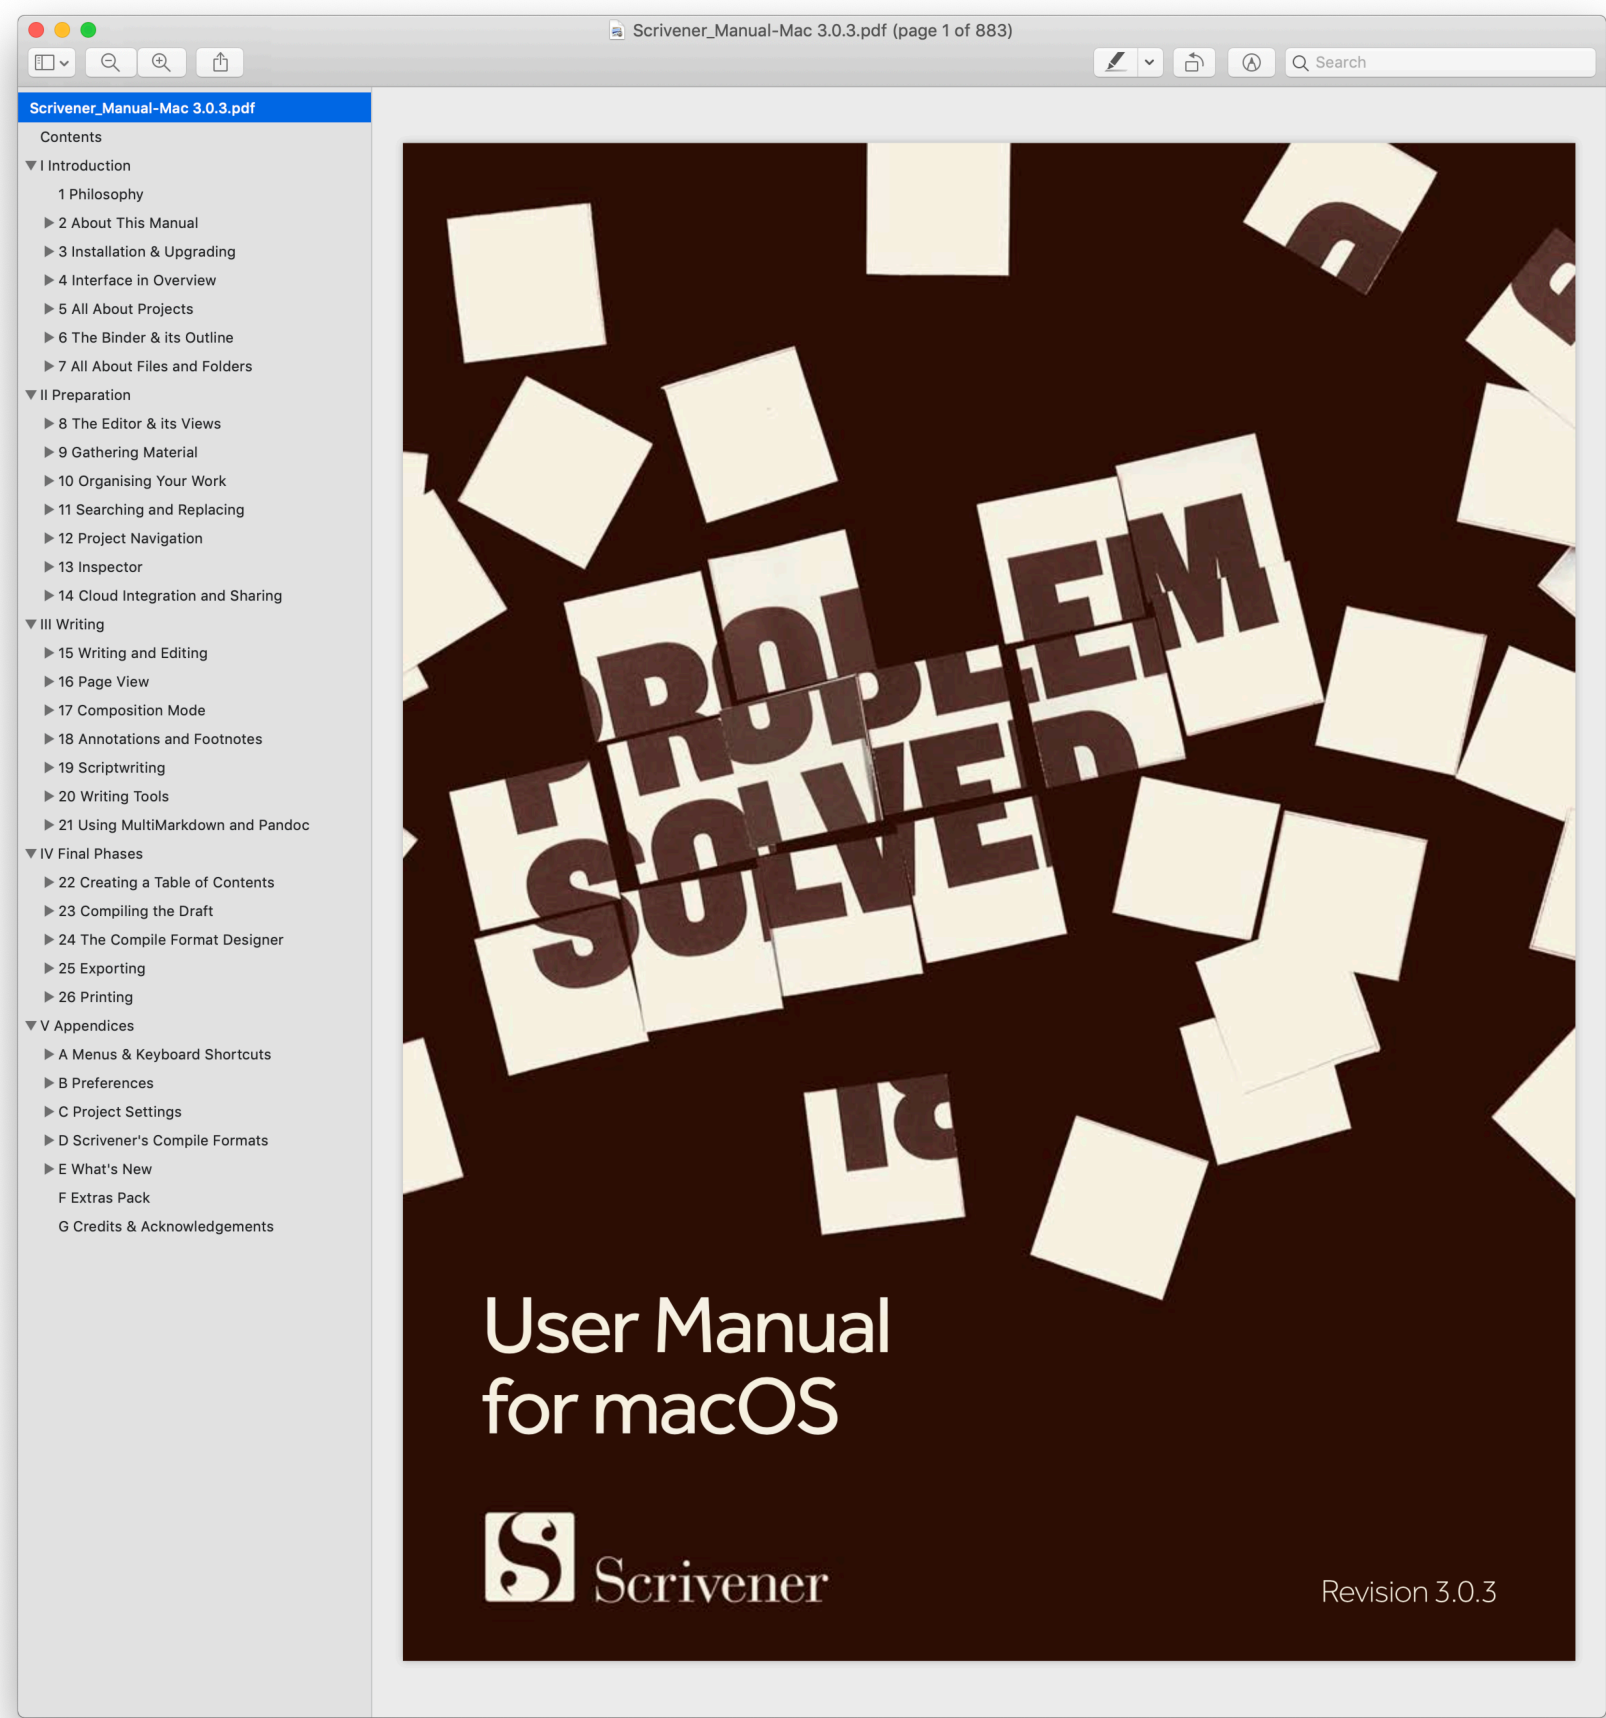 Scrivener_Manual-Mac 3.0.3.pdf (page 1 of 883)
Search
Scrivener_Manual-Mac 3.0.3.pdf
Contents
I Introduction
1 Philosophy
2 About This Manual
3 Installation & Upgrading
4 Interface in Overview
5 All About Projects
6 The Binder & its Outline
7 All About Files and Folders
II Preparation
8 The Editor & its Views
9 Gathering Material
10 Organising Your Work
11 Searching and Replacing
12 Project Navigation
13 Inspector
14 Cloud Integration and Sharing
III Writing
15 Writing and Editing
16 Page View
17 Composition Mode
18 Annotations and Footnotes
19 Scriptwriting
20 Writing Tools
21 Using MultiMarkdown and Pandoc
IV Final Phases
22 Creating a Table of Contents
23 Compiling the Draft
24 The Compile Format Designer
25 Exporting
26 Printing
V Appendices
A Menus & Keyboard Shortcuts
B Preferences
C Project Settings
D Scrivener's Compile Formats
E What's New
F Extras Pack
G Credits & Acknowledgements
PROBLEM
SOLVED
User Manual
for macOS
S Scrivener
Revision 3.0.3